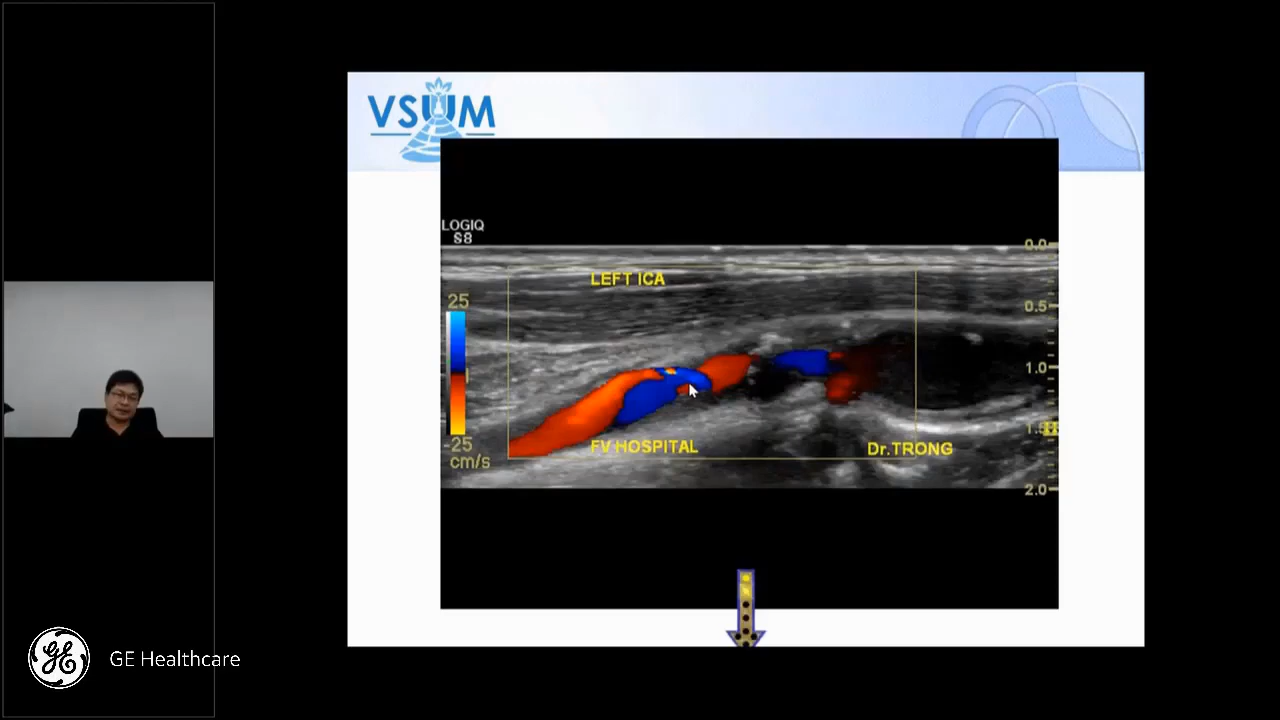 VSUM
LOGIQ
S8
0.0
LEFT ICA
25
0.5
1.0
-25
cm/s
FV HOSPITAL
Dr.TRONG
2.0
GE Healthcare